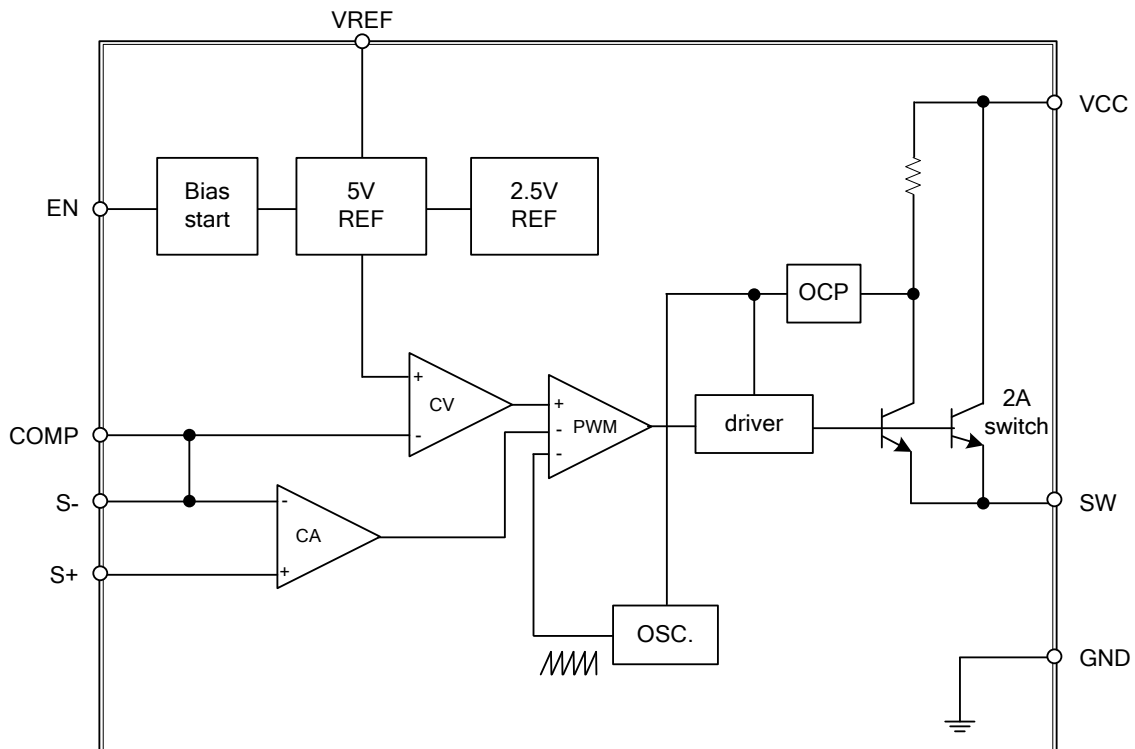 VREF
VCC
EN
Bias
start
5V
REF
2.5V
REF
OCP
+
CV
-
+
-
-
PWM
driver
2A
switch
COMP
S-
-
CA
+
S+
SW
OSC.
GND